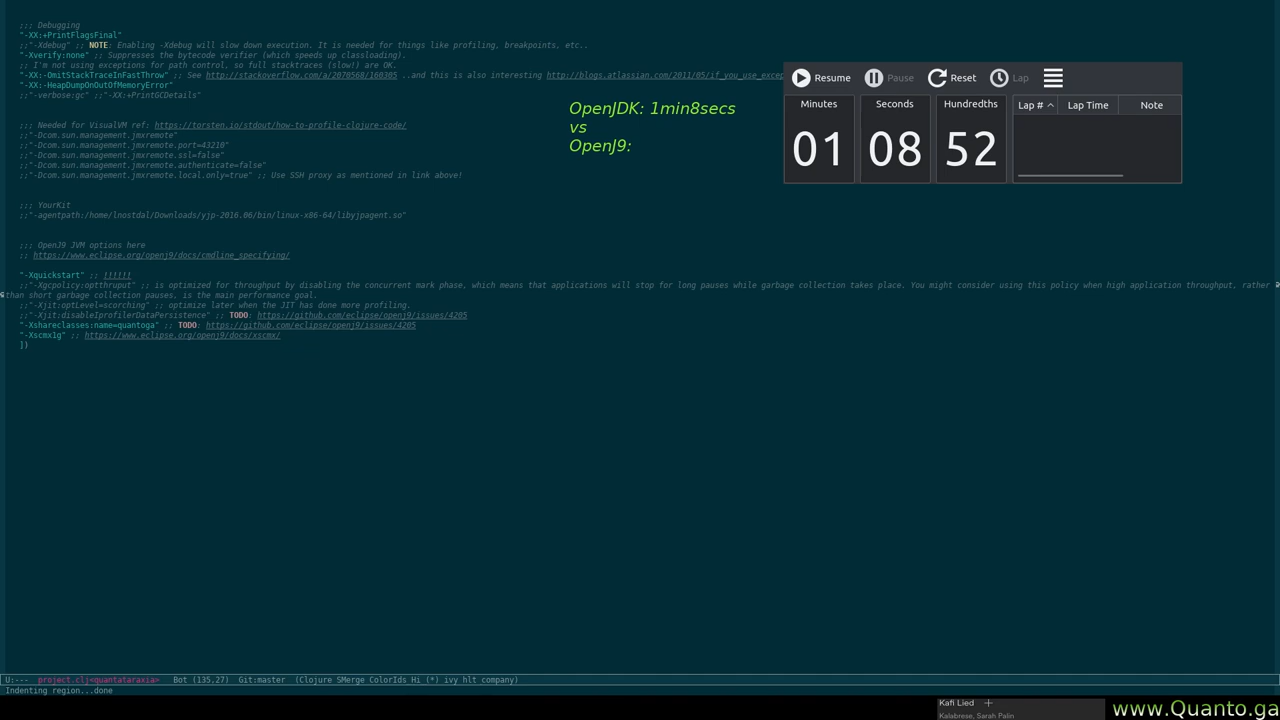 ;;; Debugging
"-XX:+PrintFlagsFinal"
;;"-Xdebug" ;; NOTE: Enabling -Xdebug will slow down execution. It is needed for things like profiling, breakpoints, etc..
"-Xverify:none" ;; Suppresses the bytecode verifier (which speeds up classloading).
;; I'm not using exceptions for path control, so full stacktraces (slow!) are OK.
"-XX:-OmitStackTraceInFastThrow" ;; See http://stackoverflow.com/a/2070568/160305 ..and this is also interesting http://blogs.atlassian.com/2011/05/if_you_use_excep
"-XX:-HeapDumpOnOutOfMemoryError"
;;"-verbose:gc" ;;"-XX:+PrintGCDetails"
;;; Needed for VisualVM ref: https://torsten.io/stdout/how-to-profile-clojure-code/
;;"-Dcom.sun.management.jmxremote"
;;"-Dcom.sun.management.jmxremote.port=43210"
;;"-Dcom.sun.management.jmxremote.ssl=false"
;;"-Dcom.sun.management.jmxremote.authenticate=false"
;;"-Dcom.sun.management.jmxremote.local.only=true" ;; Use SSH proxy as mentioned in link above!
;;; YourKit
;;"-agentpath:/home/lnostdal/Downloads/yjp-2016.06/bin/linux-x86-64/libyjpagent.so"
;;; OpenJ9 JVM options here
;; https://www.eclipse.org/openj9/docs/cmdline_specifying/
"-Xquickstart" ;; !!!!!!
;;"-Xgcpolicy:optthruput" ;; is optimized for throughput by disabling the concurrent mark phase, which means that applications will stop for long pauses while garbage collection takes place. You might consider using this policy when high application throughput, rather
than short garbage collection pauses, is the main performance goal.
;;"-Xjit:optLevel=scorching" ;; optimize later when the JIT has done more profiling.
;;"-Xjit:disableIprofilerDataPersistence" ;; TODO: https://github.com/eclipse/openj9/issues/4205
"-Xshareclasses:name=quantoga" ;; TODO: https://github.com/eclipse/openj9/issues/4205
"-Xscmx1g" ;; https://www.eclipse.org/openj9/docs/xscmx/
])
OpenJDK: 1min8secs
vs
OpenJ9:
Resume Pause Reset Lap
Minutes Seconds Hundredths Lap # Lap Time Note
01 08 52
U:--- project.clj<quantataraxia> Bot (135,27) Git:master (Clojure SMerge ColorIds Hi (*) ivy hlt company)
Indenting region...done
Kafi Lied +
Kalabrese, Sarah Palin
www.Quanto.ga